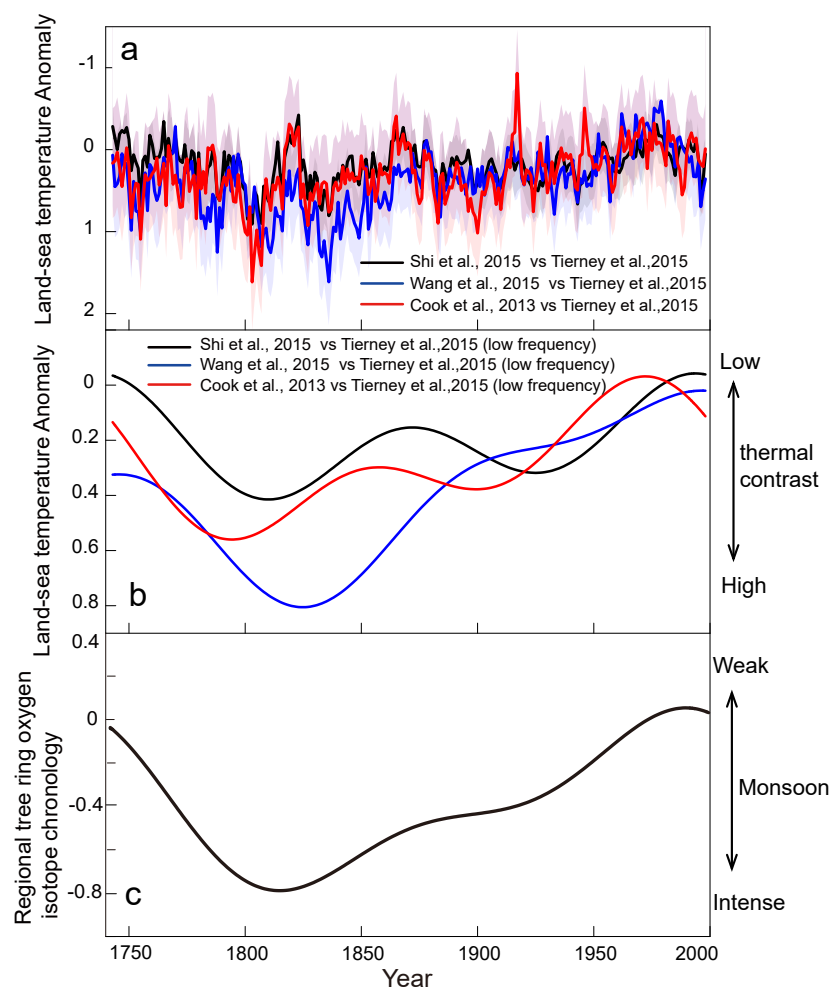 a
Land-sea temperature Anomaly
-1
0
1
2
Shi et al., 2015 vs Tierney et al.,2015
Wang et al., 2015 vs Tierney et al.,2015
Cook et al., 2013 vs Tierney et al.,2015
Shi et al., 2015 vs Tierney et al.,2015 (low frequency)
Wang et al., 2015 vs Tierney et al.,2015 (low frequency)
Cook et al., 2013 vs Tierney et al.,2015 (low frequency)
Land-sea temperature Anomaly
0
0.2
0.4
0.6
0.8
b
Low
thermal
contrast
High
Regional tree ring oxygen
isotope chronology
0.4
0
-0.4
-0.8
c
Weak
Monsoon
Intense
1750
1800
1850
1900
1950
2000
Year